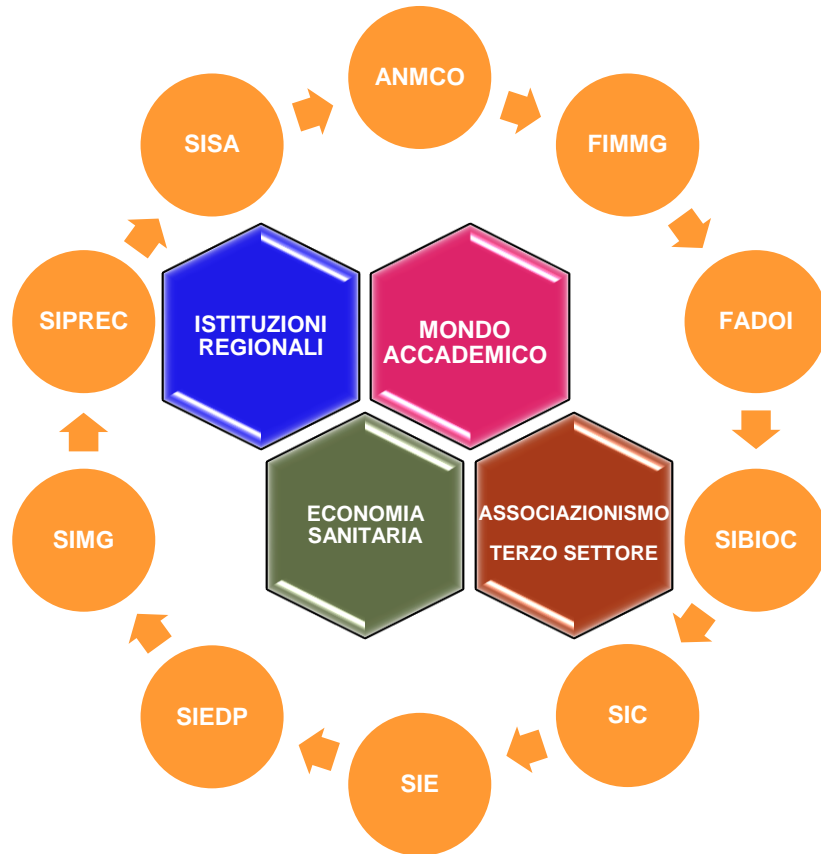 ANMCO
FIMMG
FADOI
SIBIOC
SIC
SIE
SIEDP
SIMG
SIPREC
SISA
ISTITUZIONI
REGIONALI
MONDO
ACCADEMICO
ECONOMIA
SANITARIA
ASSOCIAZIONISMO
TERZO SETTORE